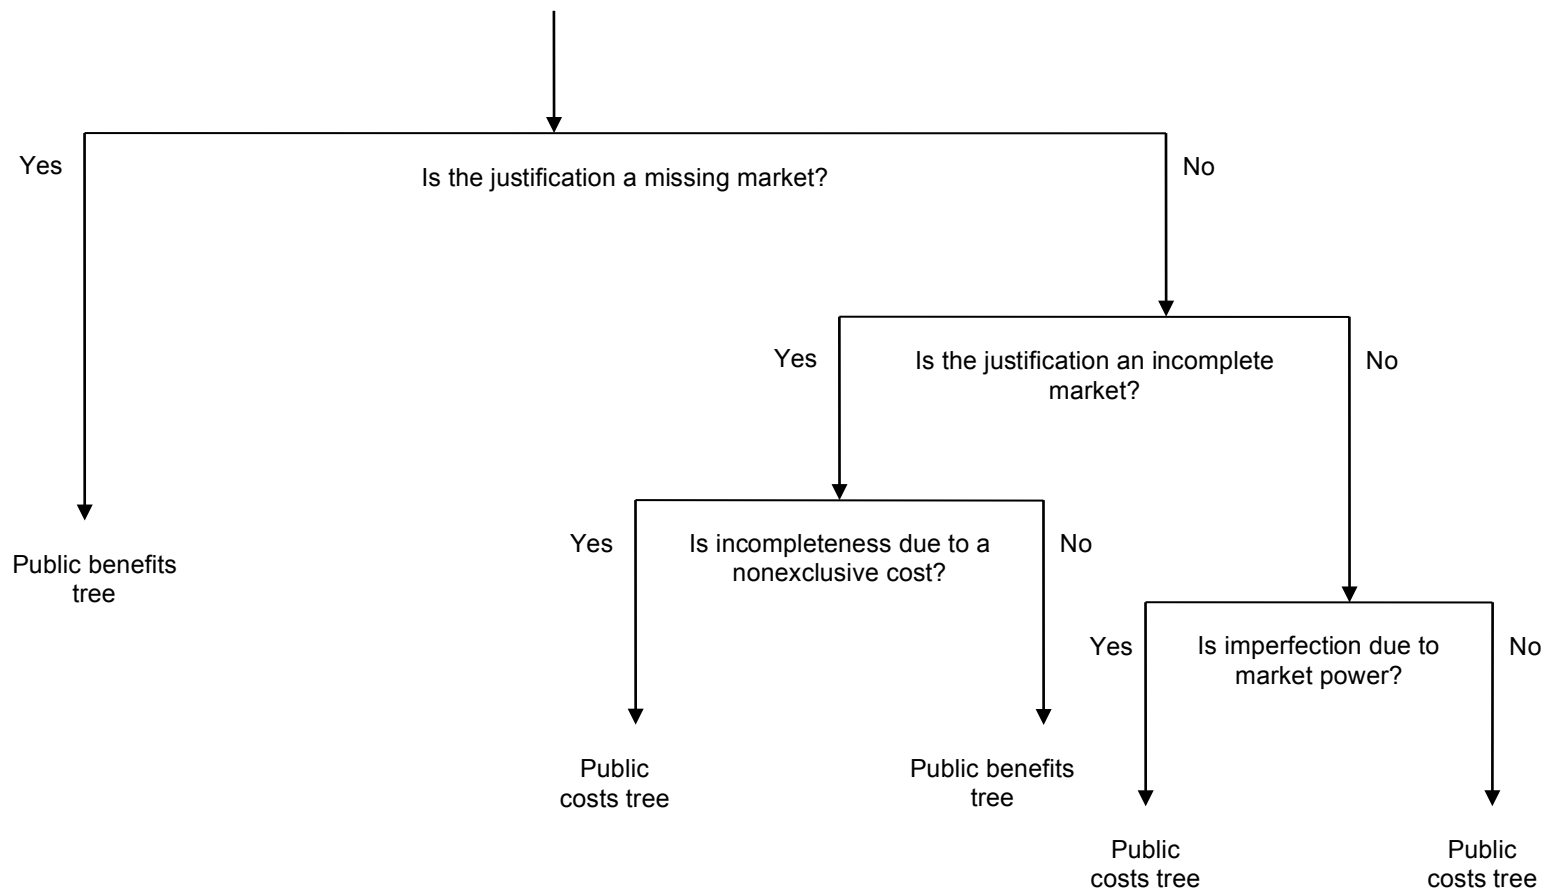 Yes
Is the justification a missing market?
No
Yes
Is the justification an incomplete
market?
No
Yes
Is incompleteness due to a
nonexclusive cost?
No
Public benefits
tree
Yes
Is imperfection due to
market power?
No
Public
costs tree
Public benefits
tree
Public
costs tree
Public
costs tree